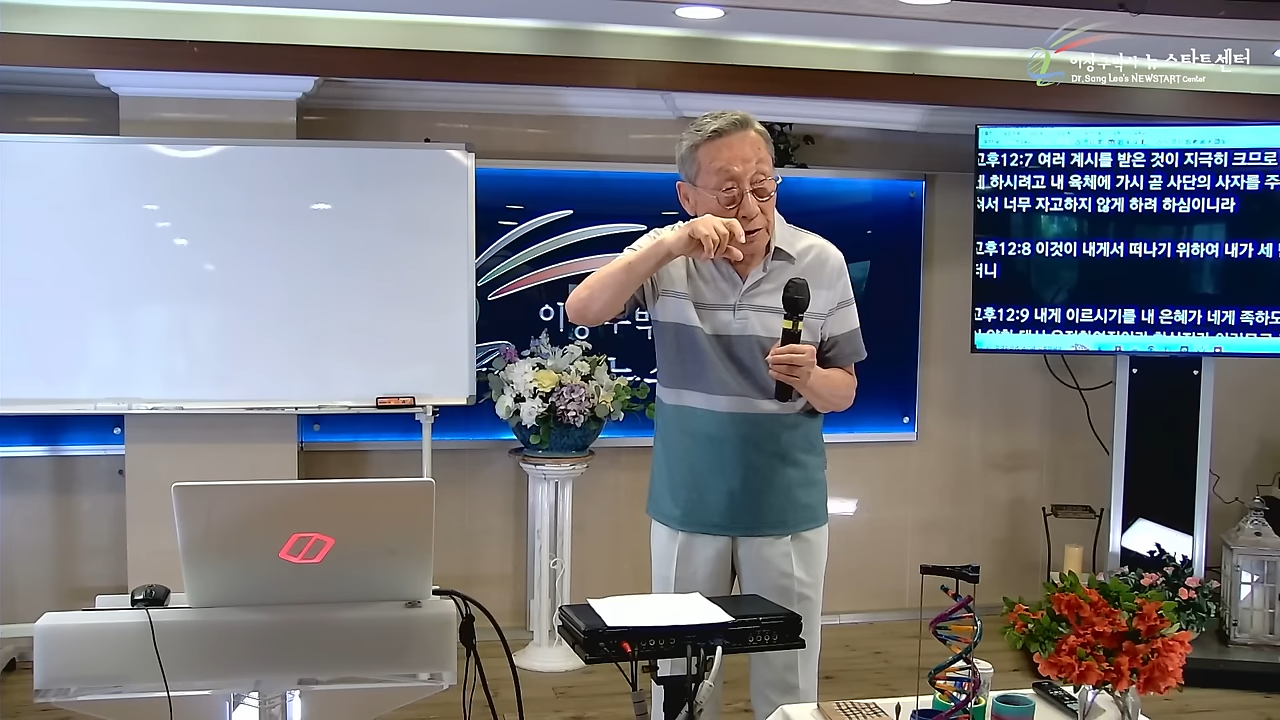 이상구박사 뉴스타트센터
Dr. Sang Lee's NEWSTART Center
고후12:7 여러 계시를 받은 것이 지극히 크므로
하시려고 내 육체에 가시 곧 사단의 사자를 주
너무 자고하지 않게 하려 하심이니라
고후12:8 이것이 내게서 떠나기 위하여 내가 세
고후12:9 내게 이르시기를 내 은혜가 네게 족하도